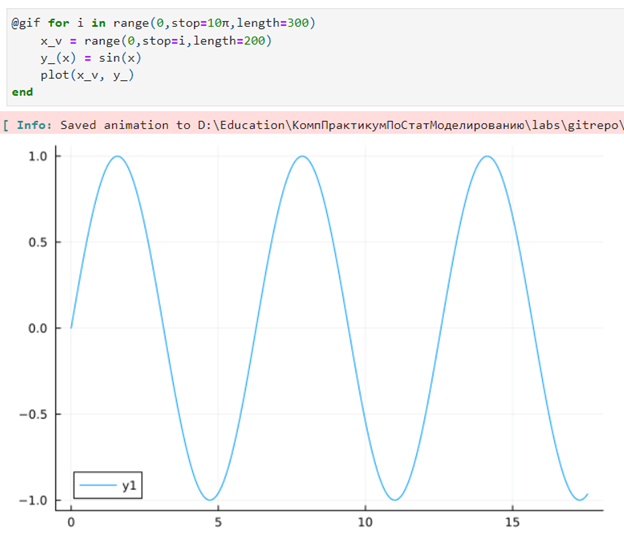 @gif for i in range(0,stop=10π,length=300)
x_v = range(0,stop=i,length=200)
y_(x) = sin(x)
plot(x_v, y_)
end
[ Info: Saved animation to D:\Education\КомпПрактикумПоСтатМоделированию\labs\gitrepo\
1.0
0.5
0.0
−0.5
−1.0
y1
0 5 10 15